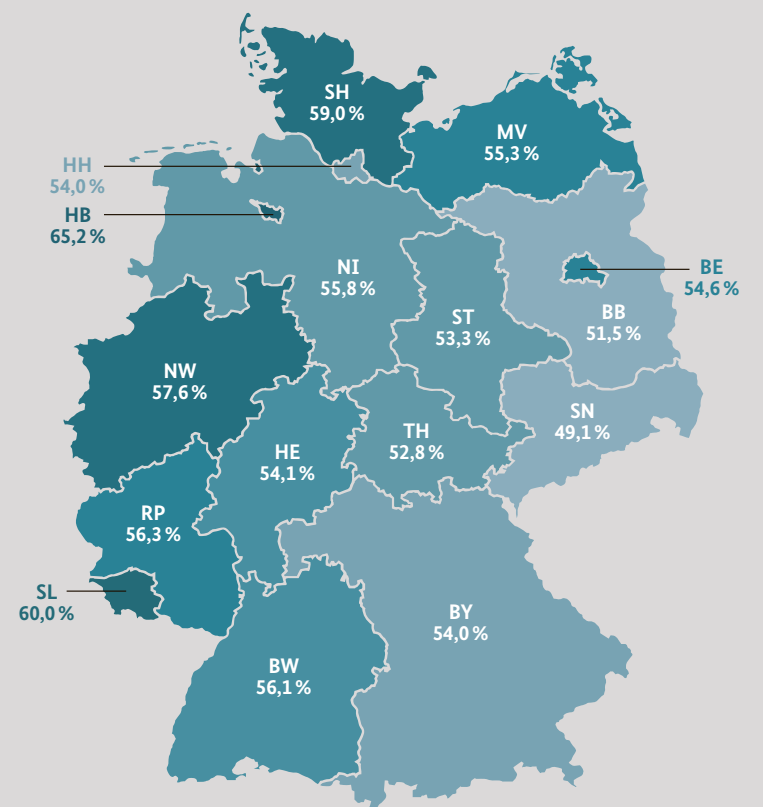 SH
59,0 %
MV
55,3 %
HH
54,0 %
HB
65,2 %
BE
54,6 %
NI
55,8 %
BB
51,5 %
ST
53,3 %
NW
57,6 %
SN
49,1 %
TH
52,8 %
HE
54,1 %
RP
56,3 %
SL
60,0 %
BY
54,0 %
BW
56,1 %